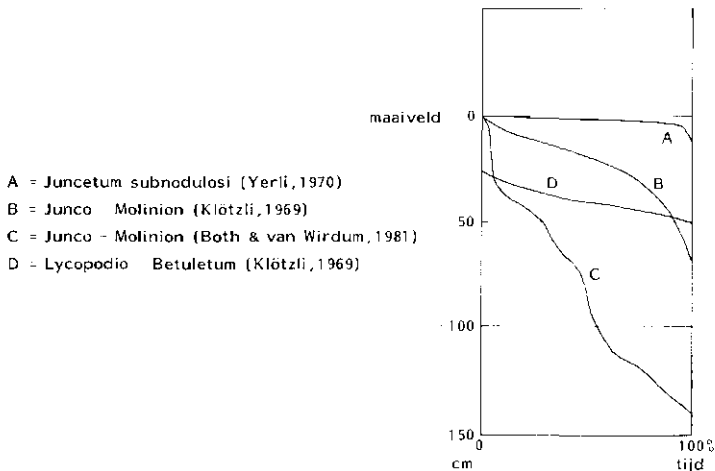 maaiveld 0
A
A = Juncetum subnodulosi (Yerli, 1970)
B = Junco Molinion (Klötzli, 1969)
C = Junco - Molinion (Both & van Wirdum, 1981)
D = Lycopodio Betuletum (Klötzli, 1969)
D
B
50
C
100
150
0
100%
cm
tijd